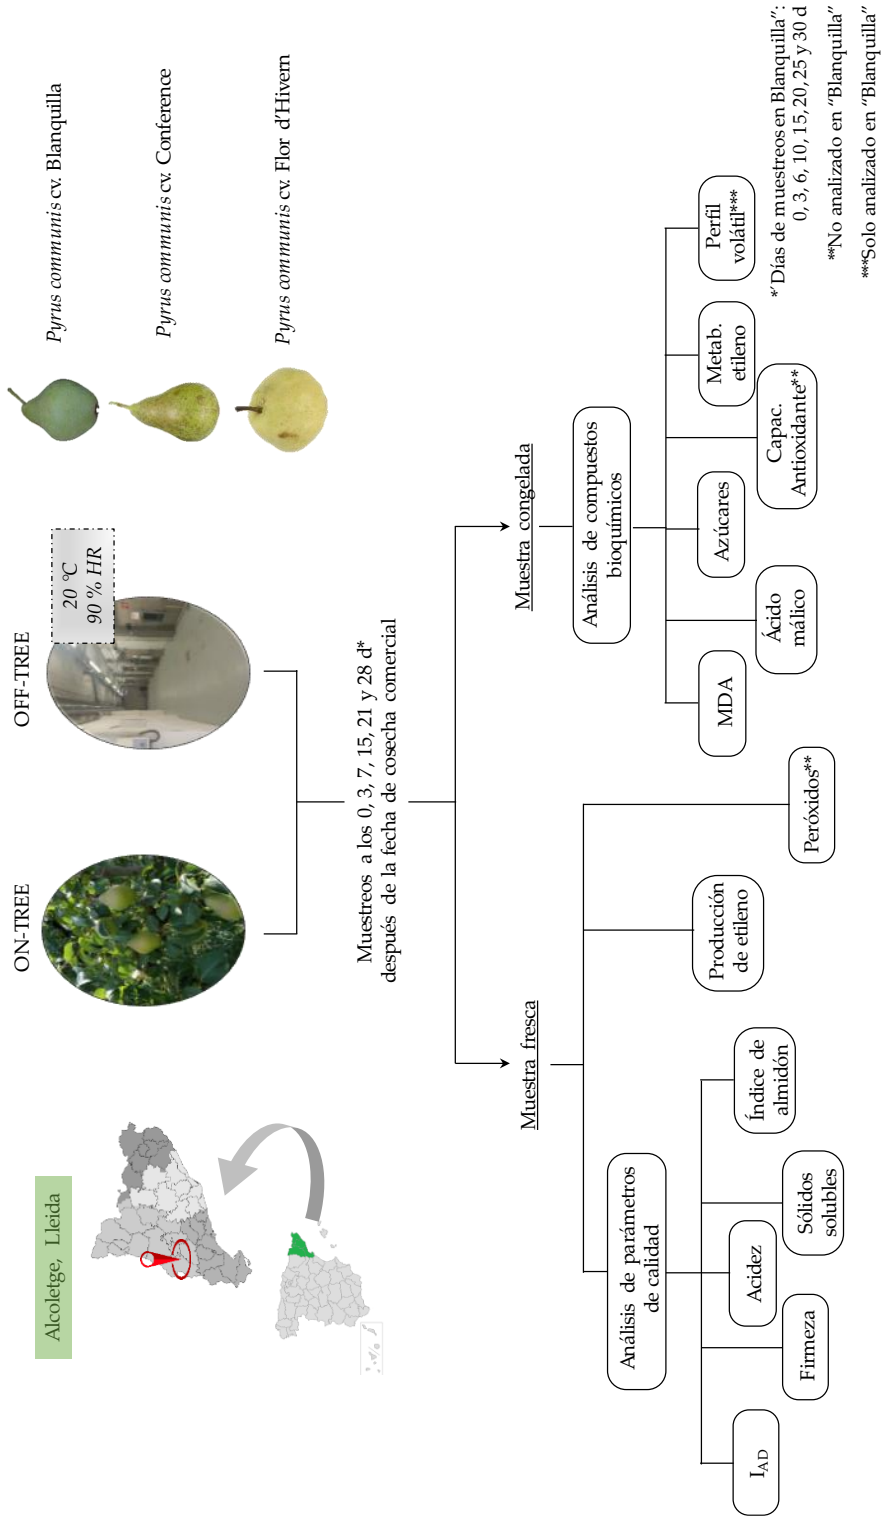 Alcoletge, Lleida
ON-TREE
OFF-TREE
20 °C
90 % HR
Pyrus communis cv. Blanquilla
Pyrus communis cv. Conference
Pyrus communis cv. Flor d'Hivern
Muestreos a los 0, 3, 7, 15, 21 y 28 d*
después de la fecha de cosecha comercial
Muestra fresca
Muestra congelada
Análisis de parámetros
de calidad
Producción
de etileno
Peróxidos**
I_AD
Firmeza
Acidez
Sólidos
solubles
Índice de
almidón
Análisis de compuestos
bioquímicos
MDA
Ácido
málico
Azúcares
Capac.
Antioxidante**
Metab.
etileno
Perfil
volátil***
*Días de muestreos en Blanquilla":
0, 3, 6, 10, 15, 20, 25 y 30 d
**No analizado en "Blanquilla"
***Solo analizado en "Blanquilla"